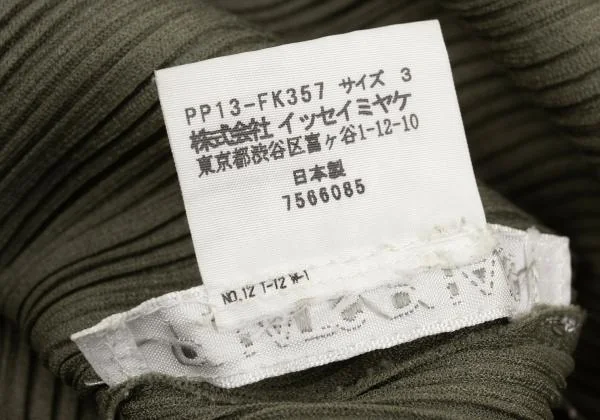 PP13-FK357 サイズ 3
株式会社 イッセイミヤケ
東京都渋谷区富ヶ谷1-12-10
日本製
7566085
NO.12 T-12 W-1